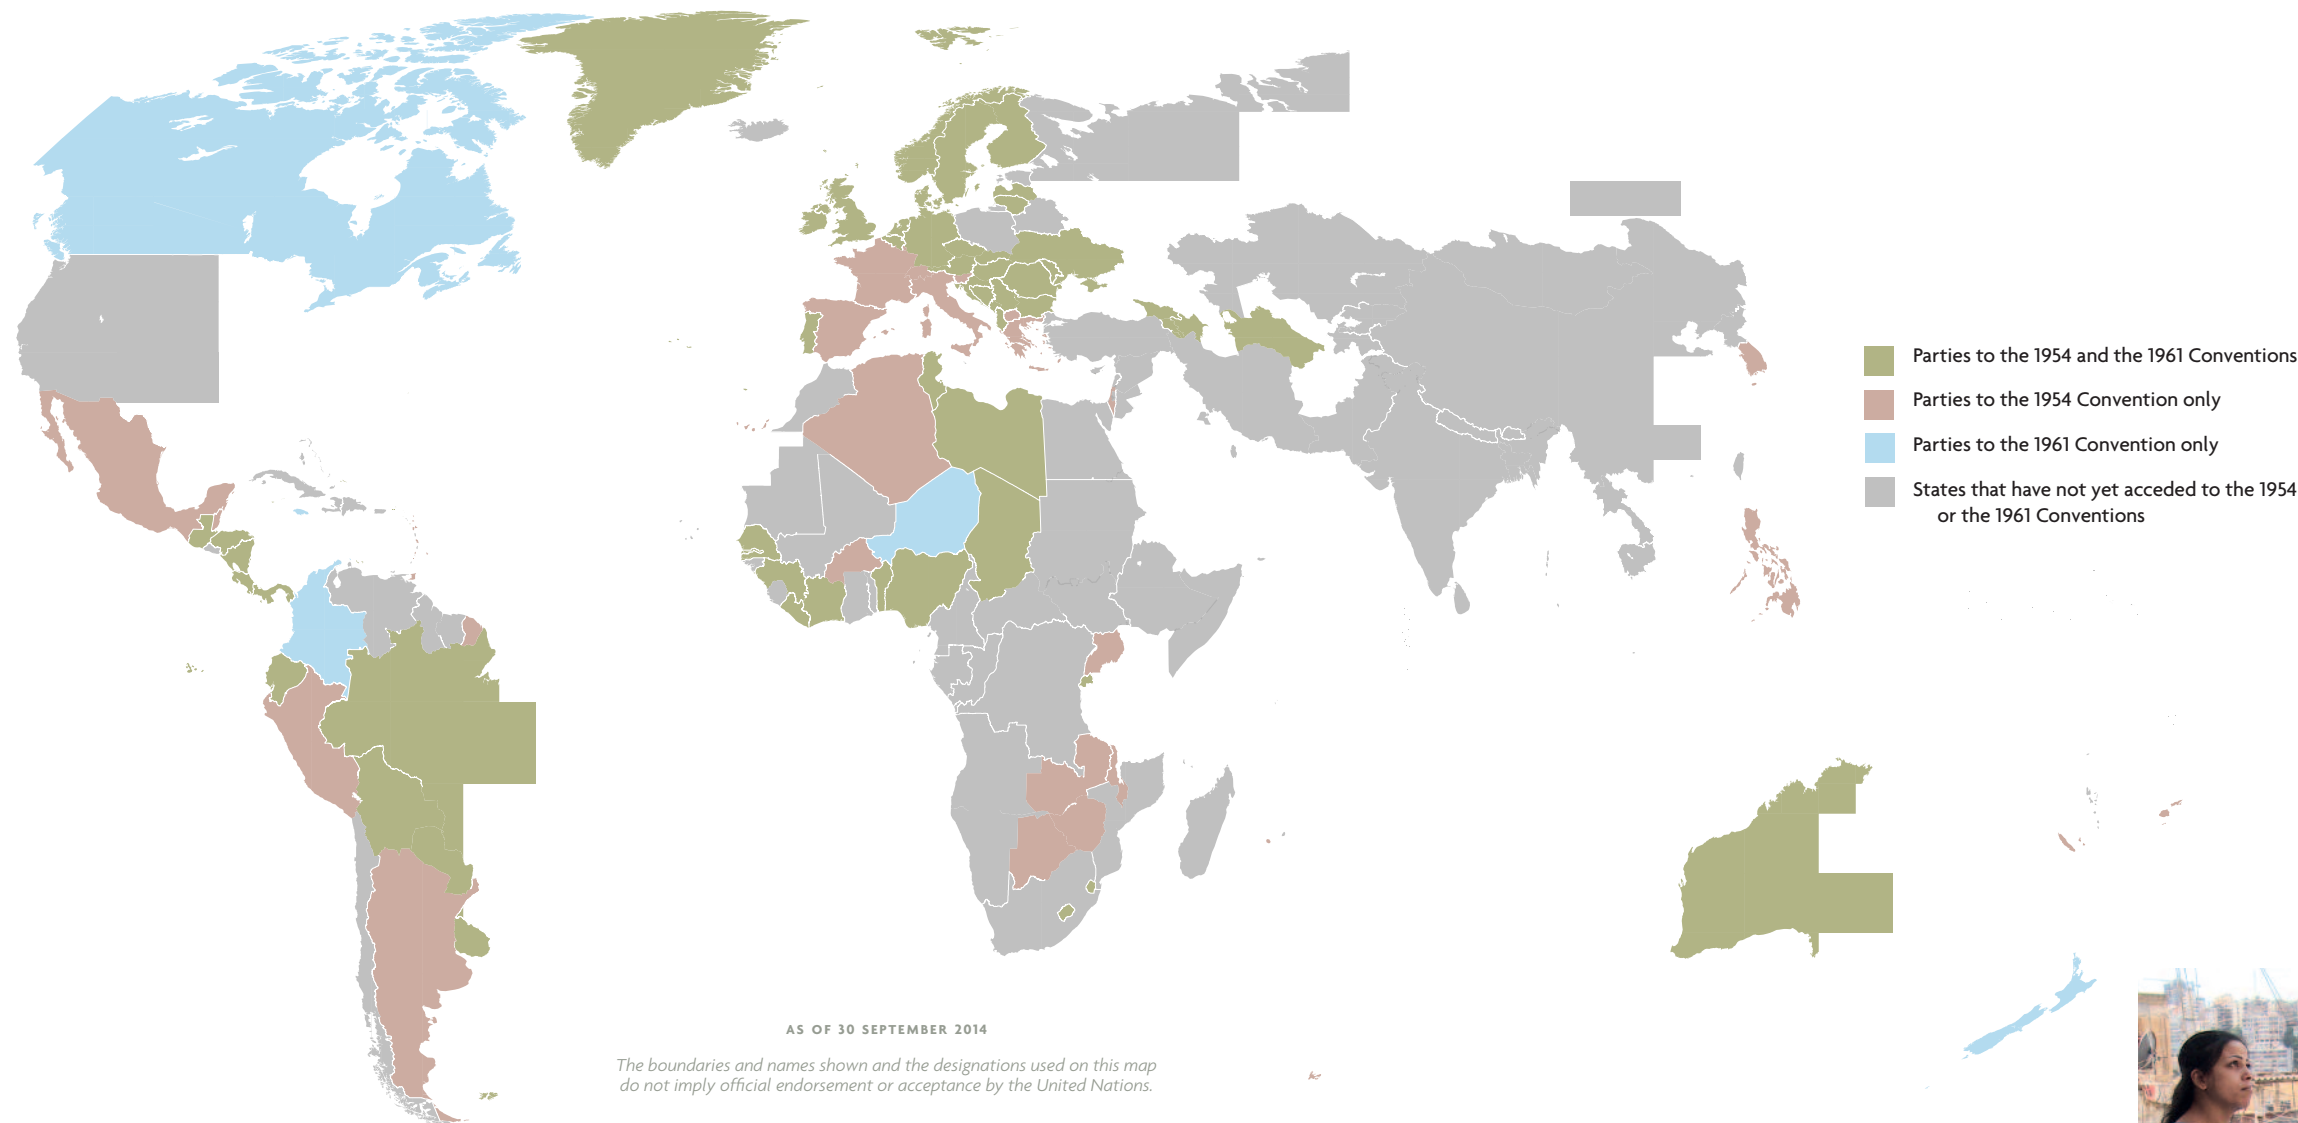 Parties to the 1954 and the 1961 Conventions
Parties to the 1954 Convention only
Parties to the 1961 Convention only
States that have not yet acceded to the 1954
or the 1961 Conventions
AS OF 30 SEPTEMBER 2014
The boundaries and names shown and the designations used on this map
do not imply official endorsement or acceptance by the United Nations.